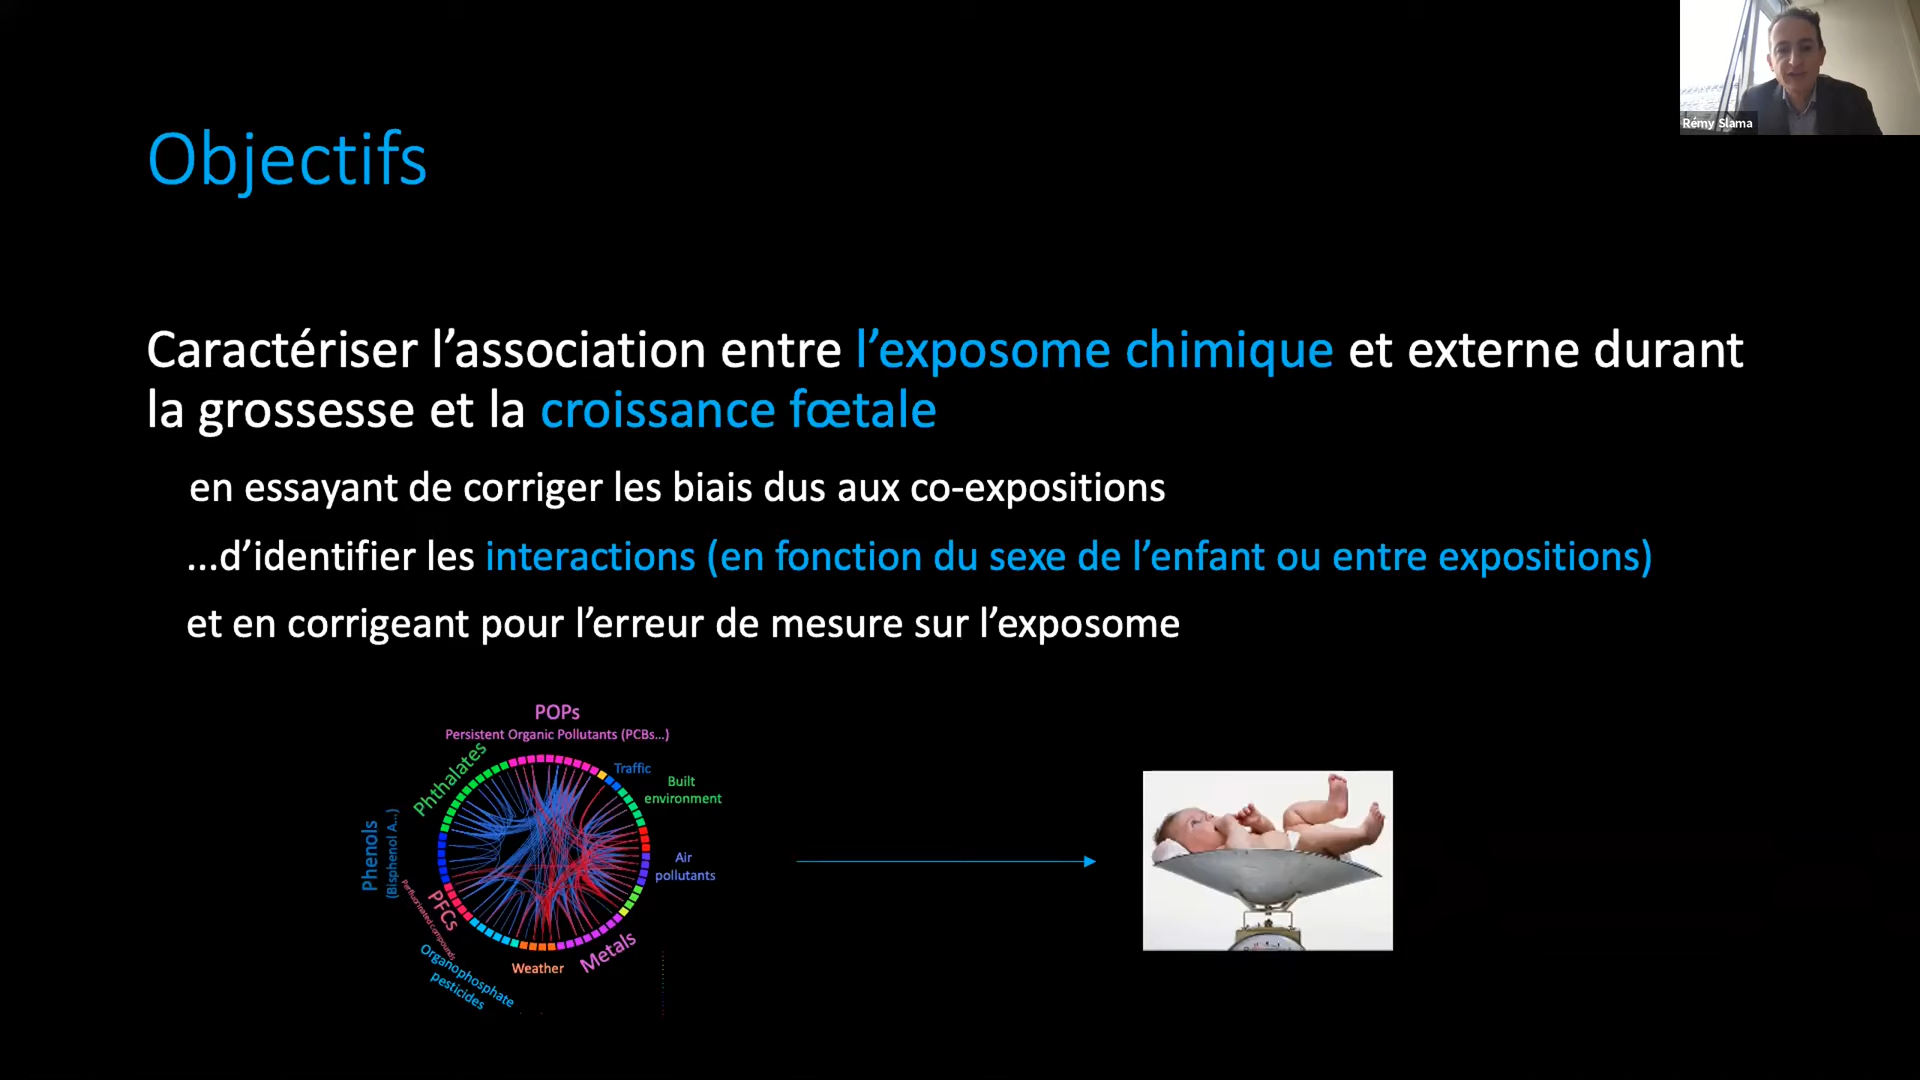 Rémy Slama
Objectifs
Caractériser l’association entre l’exposome chimique et externe durant
la grossesse et la croissance fœtale
en essayant de corriger les biais dus aux co-expositions
...d’identifier les interactions (en fonction du sexe de l’enfant ou entre expositions)
et en corrigeant pour l’erreur de mesure sur l’exposome
POPs
Persistent Organic Pollutants (PCBs...)
Traffic
Built
environment
Air
pollutants
Metals
Weather
Organophosphate
pesticides
PFCs
Perfluorinated compounds
Phenols
(Bisphenol A...)
Phthalates